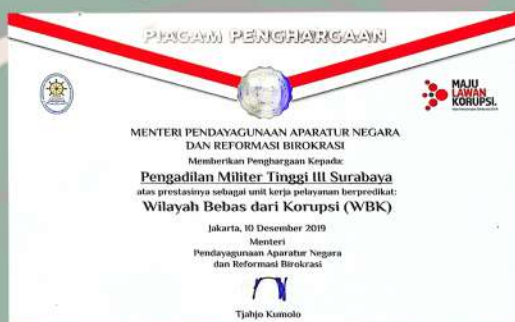 PIAGAM PENGHARGAAN
MAJU
LAWAN
KORUPSI.
MENTERI PENDAYAGUNAAN APARATUR NEGARA
DAN REFORMASI BIROKRASI
Memberikan Penghargaan Kepada:
Pengadilan Militer Tinggi III Surabaya
atas prestasinya sebagai unit kerja pelayanan berpredikat:
Wilayah Bebas dari Korupsi (WBK)
Jakarta, 10 Desember 2019
Menteri
Pendayagunaan Aparatur Negara
dan Reformasi Birokrasi
Tjahjo Kumolo